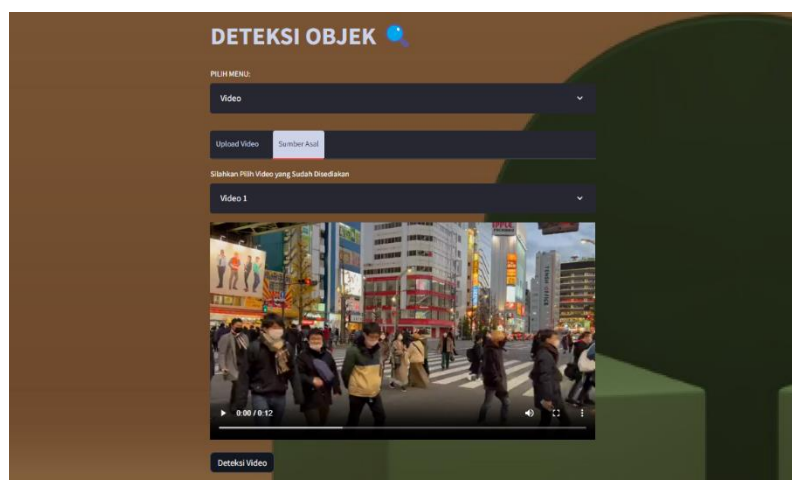 DETEKSI OBJEK
PILIH MENU:
Video
Upload Video
Sumber Asal
Silahkan Pilih Video yang Sudah Disediakan
Video 1
0:00 / 0:12
Deteksi Video